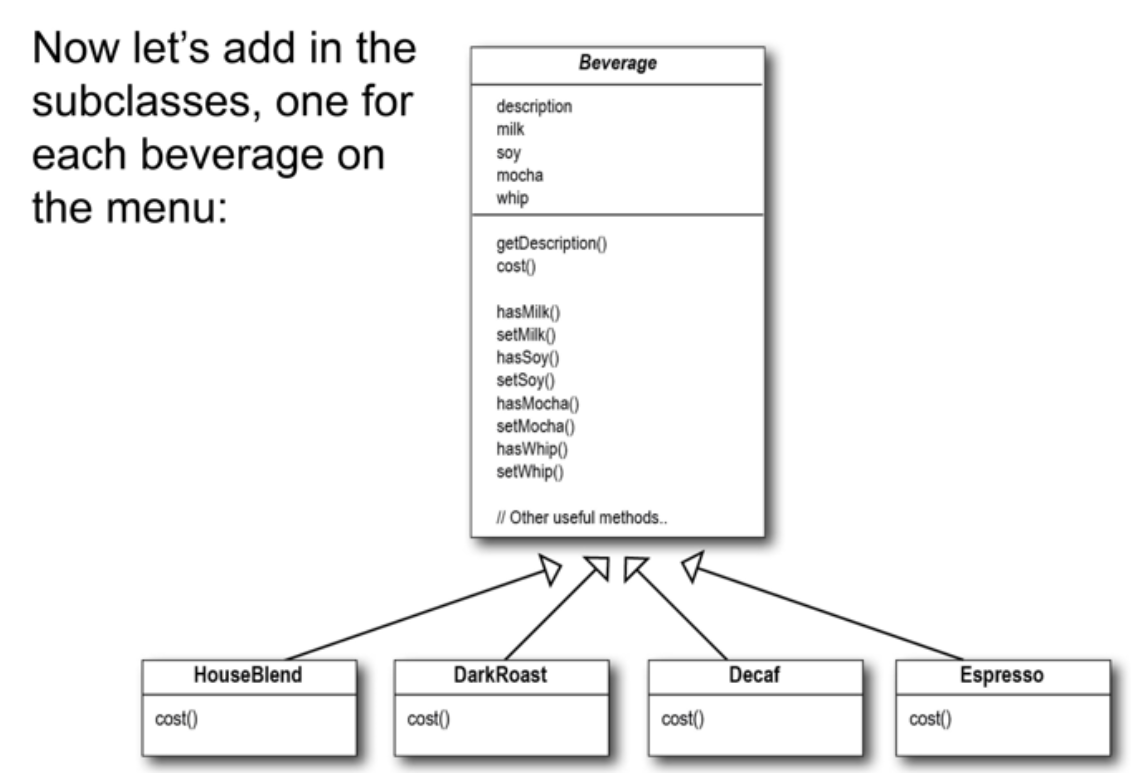 Now let's add in the
subclasses, one for
each beverage on
the menu:
Beverage
description
milk
soy
mocha
whip
getDescription()
cost()
hasMilk()
setMilk()
hasSoy()
setSoy()
hasMocha()
setMocha()
hasWhip()
setWhip()
// Other useful methods..
HouseBlend
cost()
DarkRoast
cost()
Decaf
cost()
Espresso
cost()